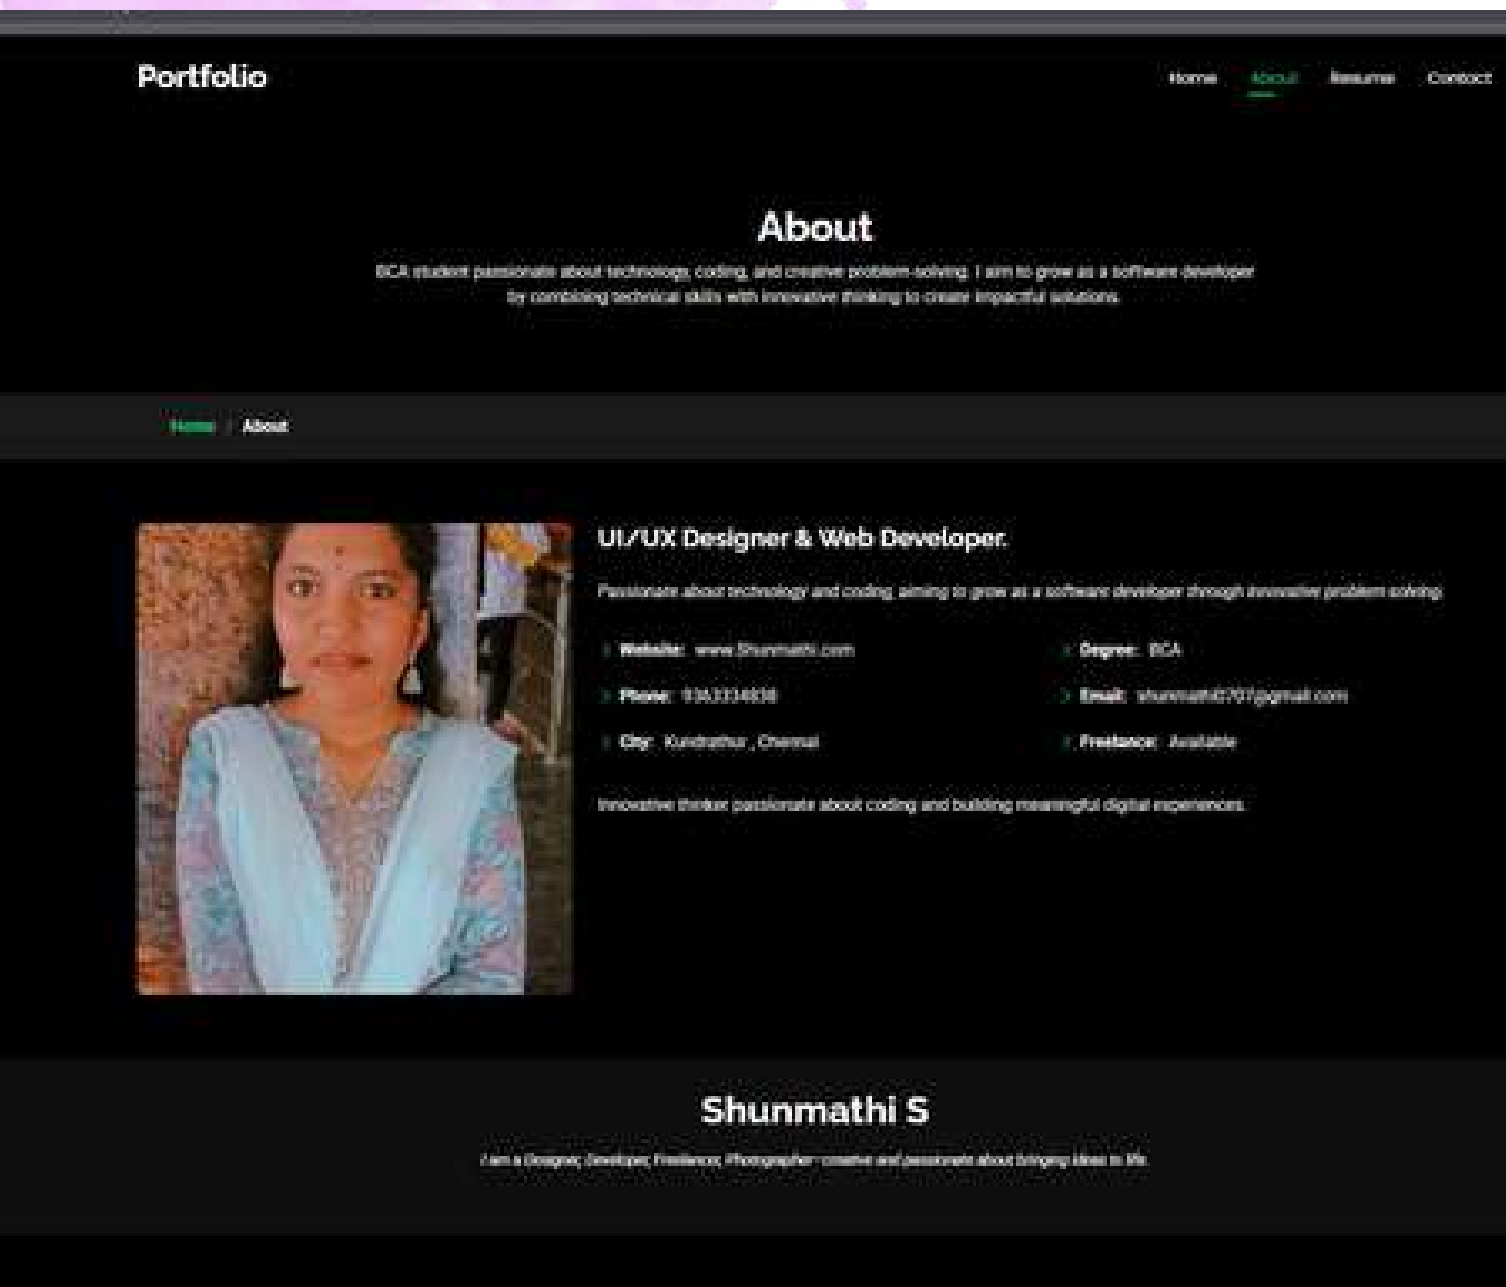 Portfolio
Home About Resume Contact
About
BCA student passionate about technology, coding, and creative problem-solving. I aim to grow as a software developer
by combining technical skills with innovative thinking to create impactful solutions.
Home / About
UI/UX Designer & Web Developer.
Passionate about technology and coding, aiming to grow as a software developer through innovative problem solving.
Website: www.Shunmathi.com
Degree: BCA
Phone:
Email:
City: Kundrathur , Chennai
Freelance: Available
Innovative thinker passionate about coding and building meaningful digital experiences.
Shunmathi S
I am a Designer, Developer, Freelancer, Photographer creative and passionate about bringing ideas to life.